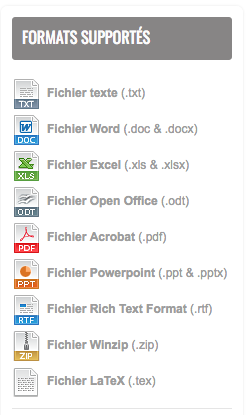 FORMATS SUPPORTÉS
TXT Fichier texte (.txt)
DOC Fichier Word (.doc & .docx)
XLS Fichier Excel (.xls & .xlsx)
ODT Fichier Open Office (.odt)
PDF Fichier Acrobat (.pdf)
PPT Fichier Powerpoint (.ppt & .pptx)
RTF Fichier Rich Text Format (.rtf)
ZIP Fichier Winzip (.zip)
Fichier LaTeX (.tex)